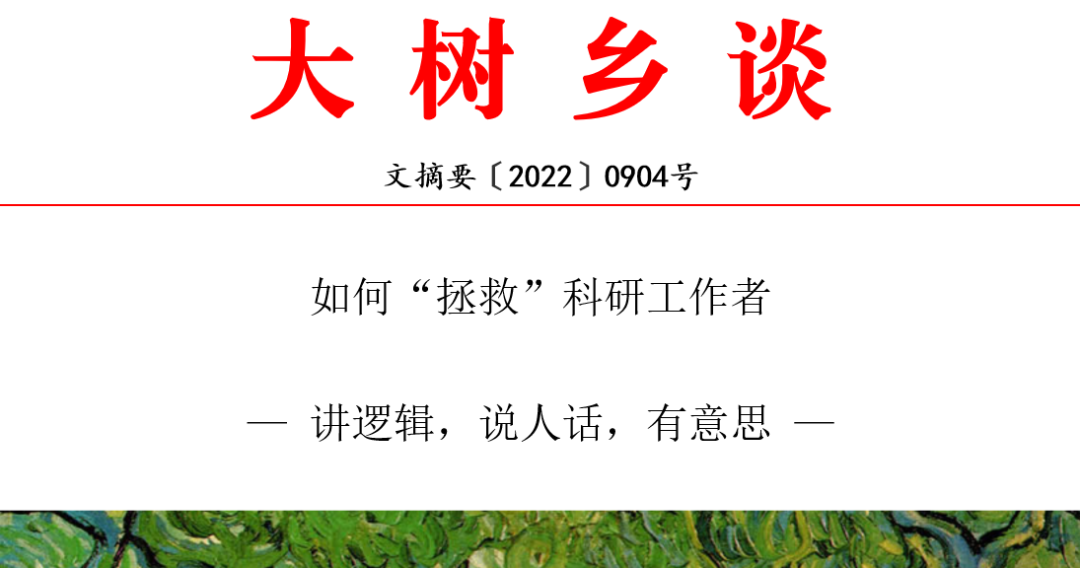 大树乡谈
文摘要〔2022〕0904号
如何“拯救”科研工作者
— 讲逻辑，说人话，有意思 —